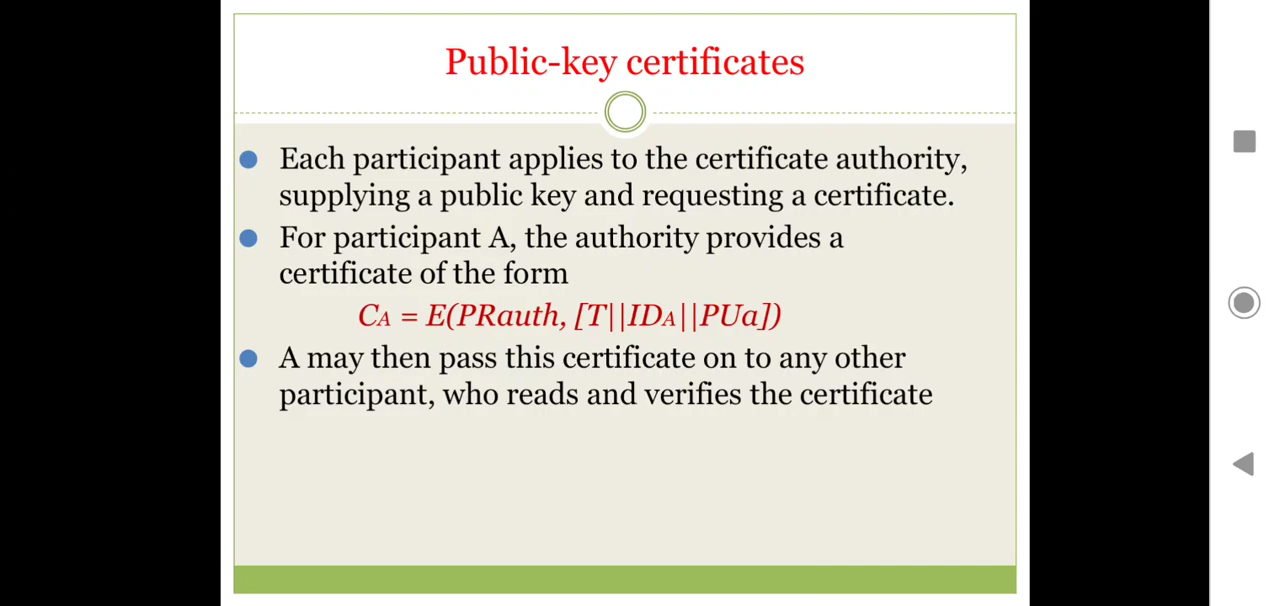 Public-key certificates
Each participant applies to the certificate authority,
supplying a public key and requesting a certificate.
For participant A, the authority provides a
certificate of the form
CA = E(PRauth, [T||IDA||PUa])
A may then pass this certificate on to any other
participant, who reads and verifies the certificate